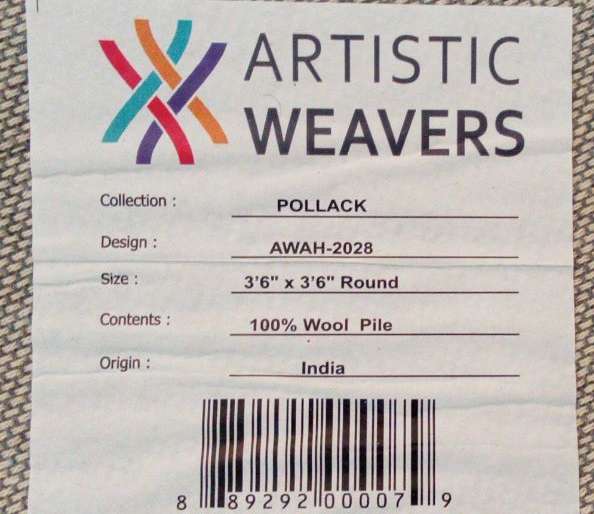 ARTISTIC
WEAVERS
Collection : POLLACK
Design : AWAH-2028
Size : 3'6" x 3'6" Round
Contents : 100% Wool Pile
Origin : India
8 89292 00007 9